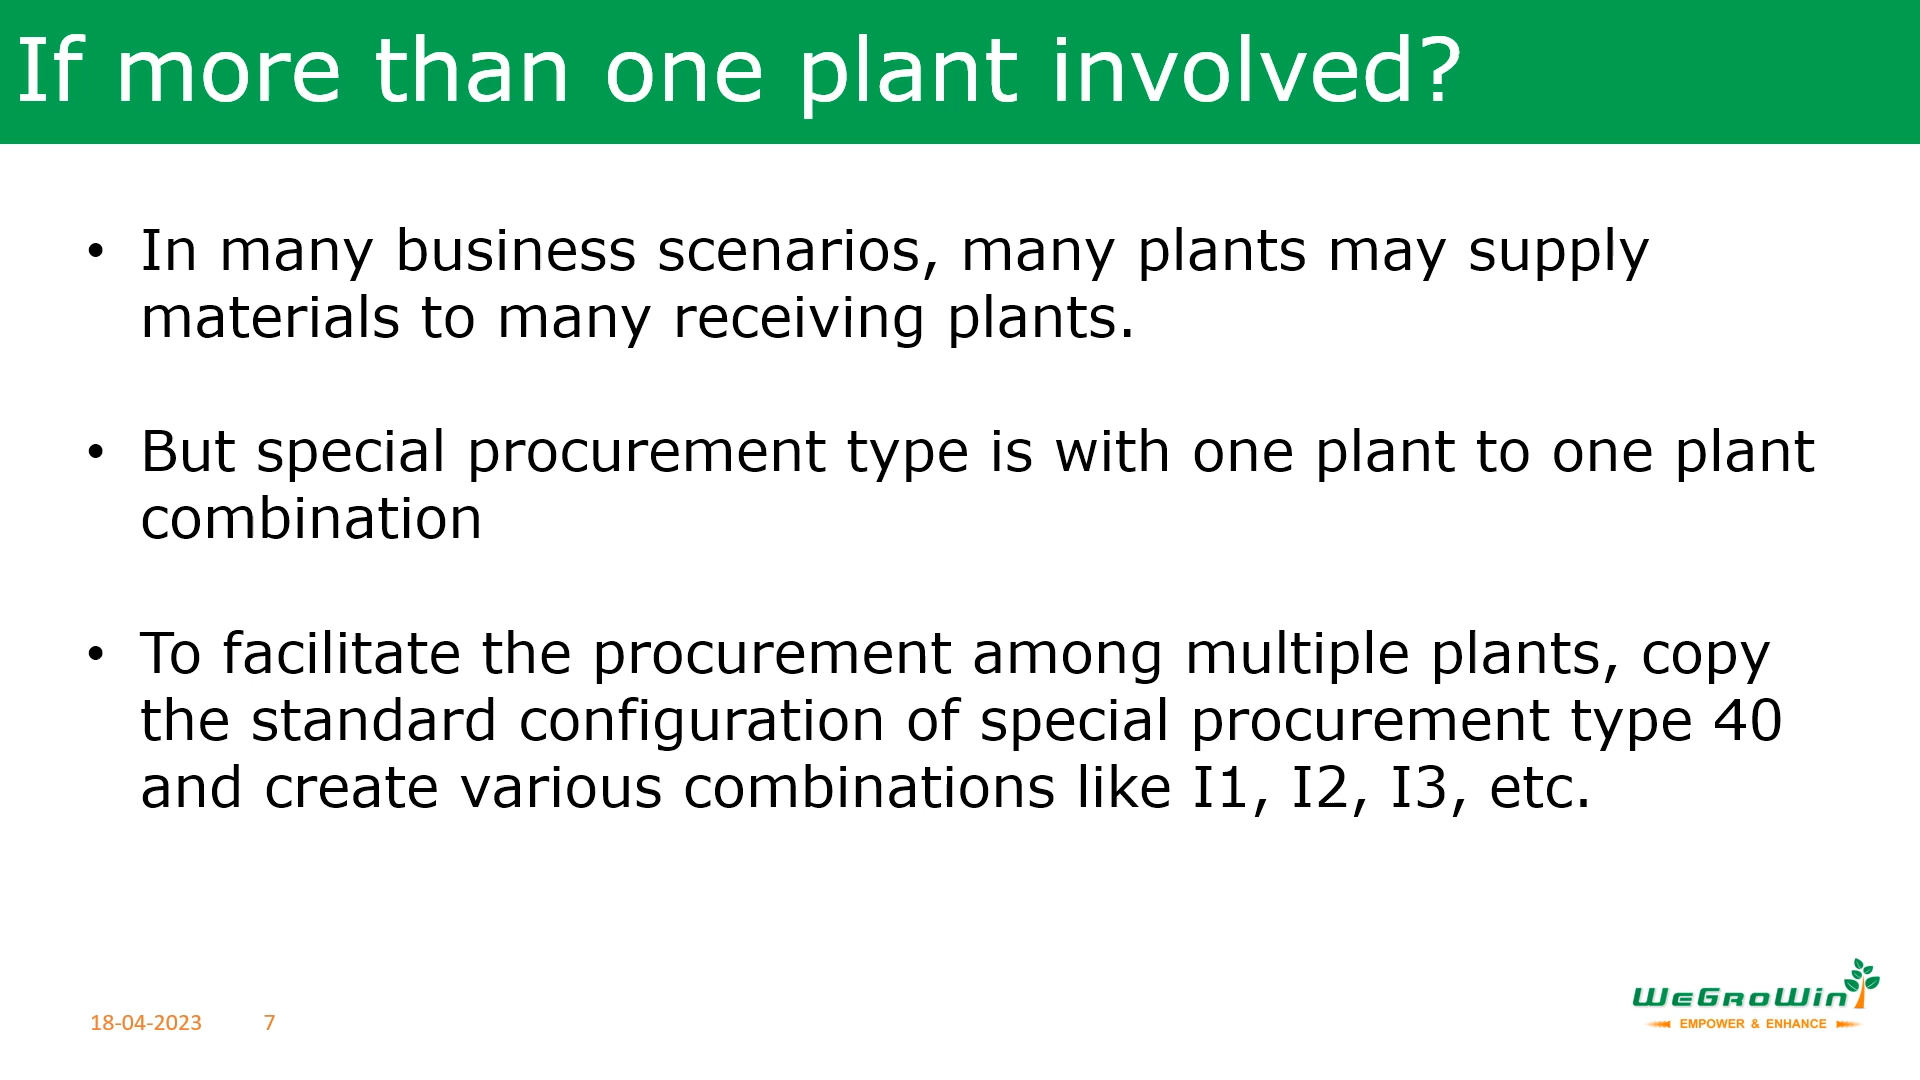 If more than one plant involved?
• In many business scenarios, many plants may supply
materials to many receiving plants.
• But special procurement type is with one plant to one plant
combination
• To facilitate the procurement among multiple plants, copy
the standard configuration of special procurement type 40
and create various combinations like I1, I2, I3, etc.
18-04-2023 7
WeGroWin
EMPOWER & ENHANCE